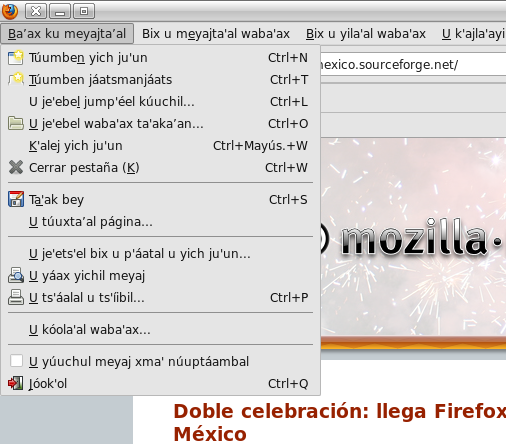 Ba’ax ku meyajta’al Bix u meyajta'al waba'ax Bix u yila'al waba'ax U k'ajla'ayi
Túumben yich ju'un Ctrl+N
Túumben jáatsmanjáats Ctrl+T
U je'ebel jump'éel kúuchil... Ctrl+L
U je'ebel waba'ax ta'aka’an... Ctrl+O
K'alej yich ju'un Ctrl+Mayús.+W
Cerrar pestaña (K) Ctrl+W
Ta'ak bey Ctrl+S
U túuxta’al página...
U je'ets'el bix u p'áatal u yich ju'un...
U yáax yichil meyaj
U ts'áalal u ts'íibil... Ctrl+P
U kóola'al waba'ax...
U yúuchul meyaj xma' núuptáambal
Jóok'ol Ctrl+Q
mexico.sourceforge.net/
mozilla
Doble celebración: llega Firefox
México